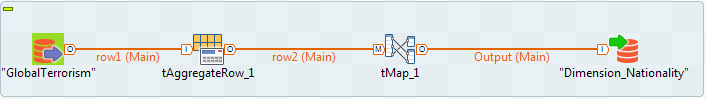 O
row1 (Main)
I
O
row2 (Main)
M
O
Output (Main)
I
"GlobalTerrorism"
tAggregateRow_1
tMap_1
"Dimension_Nationality"